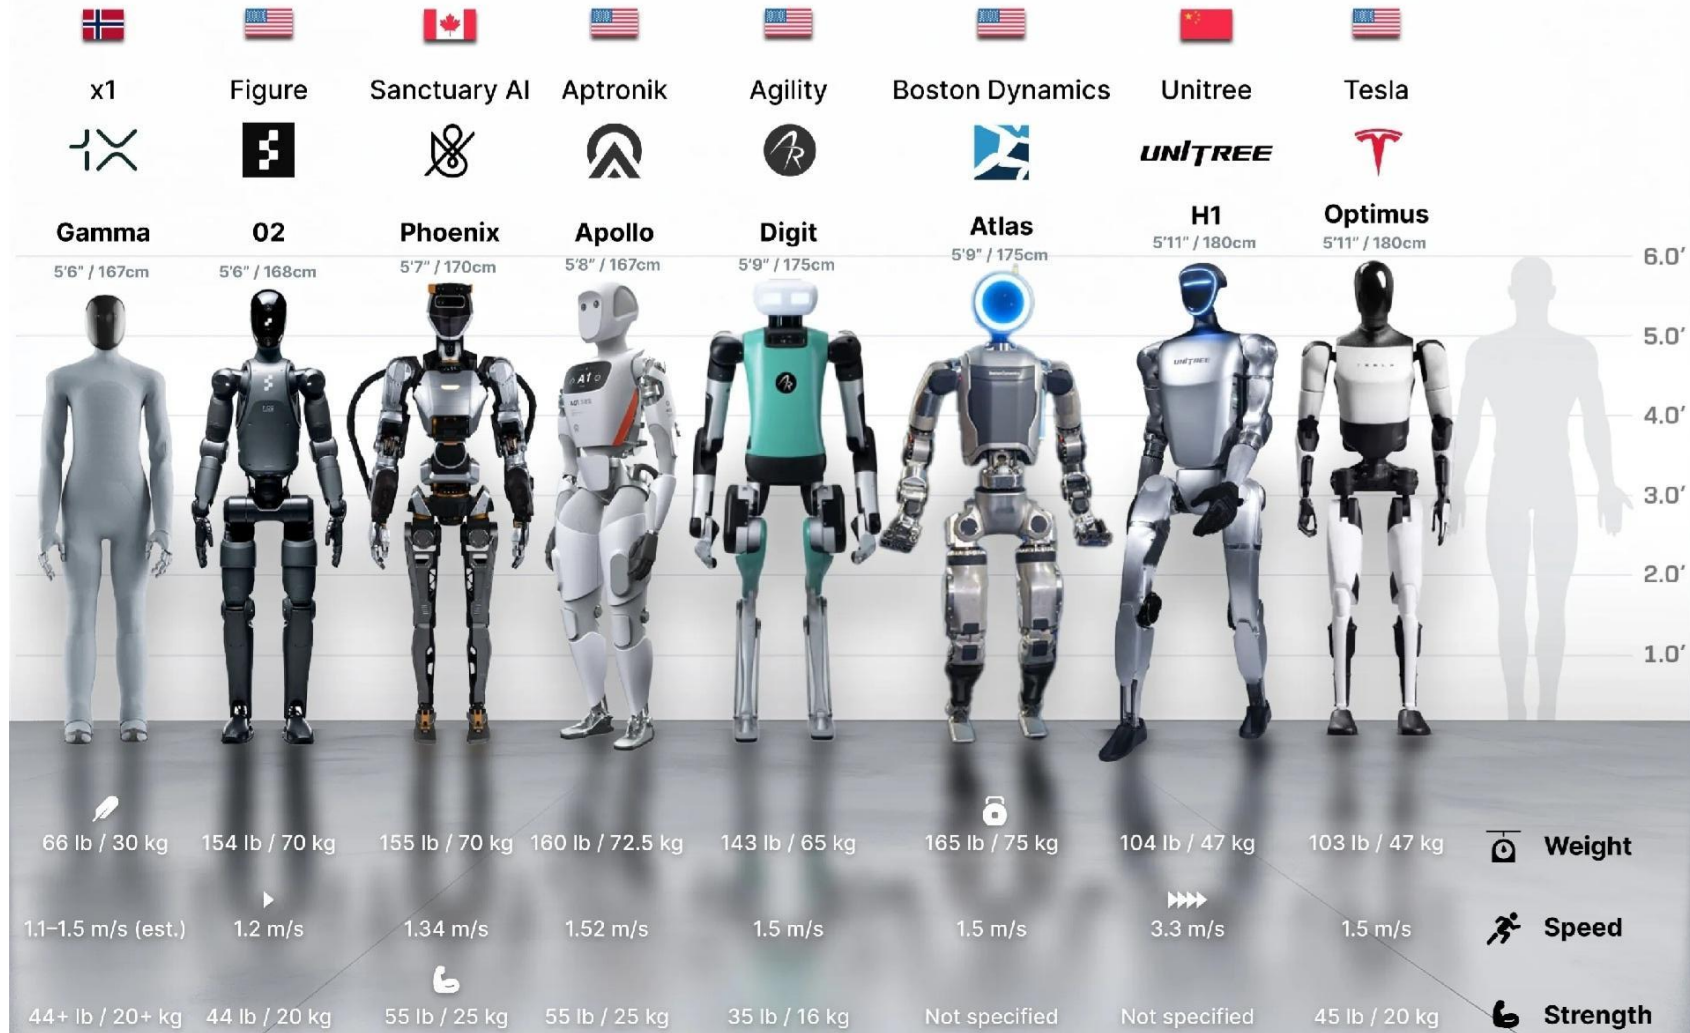 x1
Figure
Sanctuary AI
Aptronik
Agility
Boston Dynamics
Unitree
Tesla
1X
AR
UNITREE
Gamma
02
Phoenix
Apollo
Digit
Atlas
H1
Optimus
5'6" / 167cm
5'6" / 168cm
5'7" / 170cm
5'8" / 167cm
5'9" / 175cm
5'9" / 175cm
5'11" / 180cm
5'11" / 180cm
6.0'
5.0'
4.0'
3.0'
2.0'
1.0'
A1
AR
BostonDynamics
UNITREE
TESLA
66 lb / 30 kg
154 lb / 70 kg
155 lb / 70 kg
160 lb / 72.5 kg
143 lb / 65 kg
165 lb / 75 kg
104 lb / 47 kg
103 lb / 47 kg
Weight
1.1–1.5 m/s (est.)
1.2 m/s
1.34 m/s
1.52 m/s
1.5 m/s
1.5 m/s
3.3 m/s
1.5 m/s
Speed
44+ lb / 20+ kg
44 lb / 20 kg
55 lb / 25 kg
55 lb / 25 kg
35 lb / 16 kg
Not specified
Not specified
45 lb / 20 kg
Strength